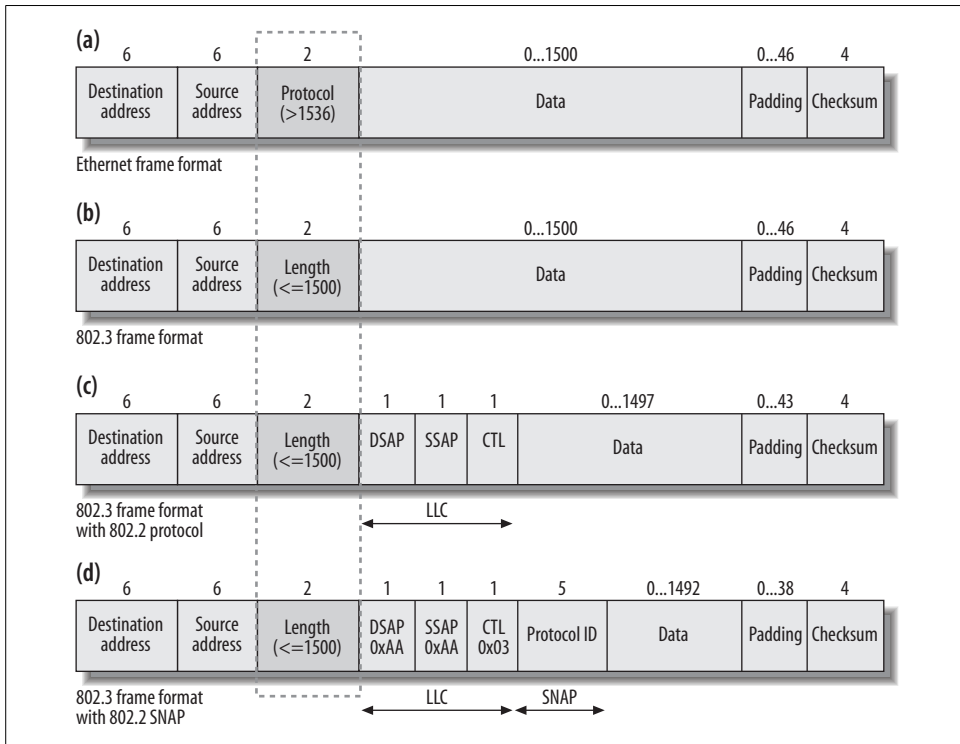 (a)
6 6 2 0...1500 0...46 4
Destination address Source address Protocol (>1536) Data Padding Checksum
Ethernet frame format
(b)
6 6 2 0...1500 0...46 4
Destination address Source address Length (<=1500) Data Padding Checksum
802.3 frame format
(c)
6 6 2 1 1 1 0...1497 0...43 4
Destination address Source address Length (<=1500) DSAP SSAP CTL Data Padding Checksum
802.3 frame format
with 802.2 protocol
LLC
(d)
6 6 2 1 1 1 5 0...1492 0...38 4
Destination address Source address Length (<=1500) DSAP 0xAA SSAP 0xAA CTL 0x03 Protocol ID Data Padding Checksum
802.3 frame format
with 802.2 SNAP
LLC SNAP